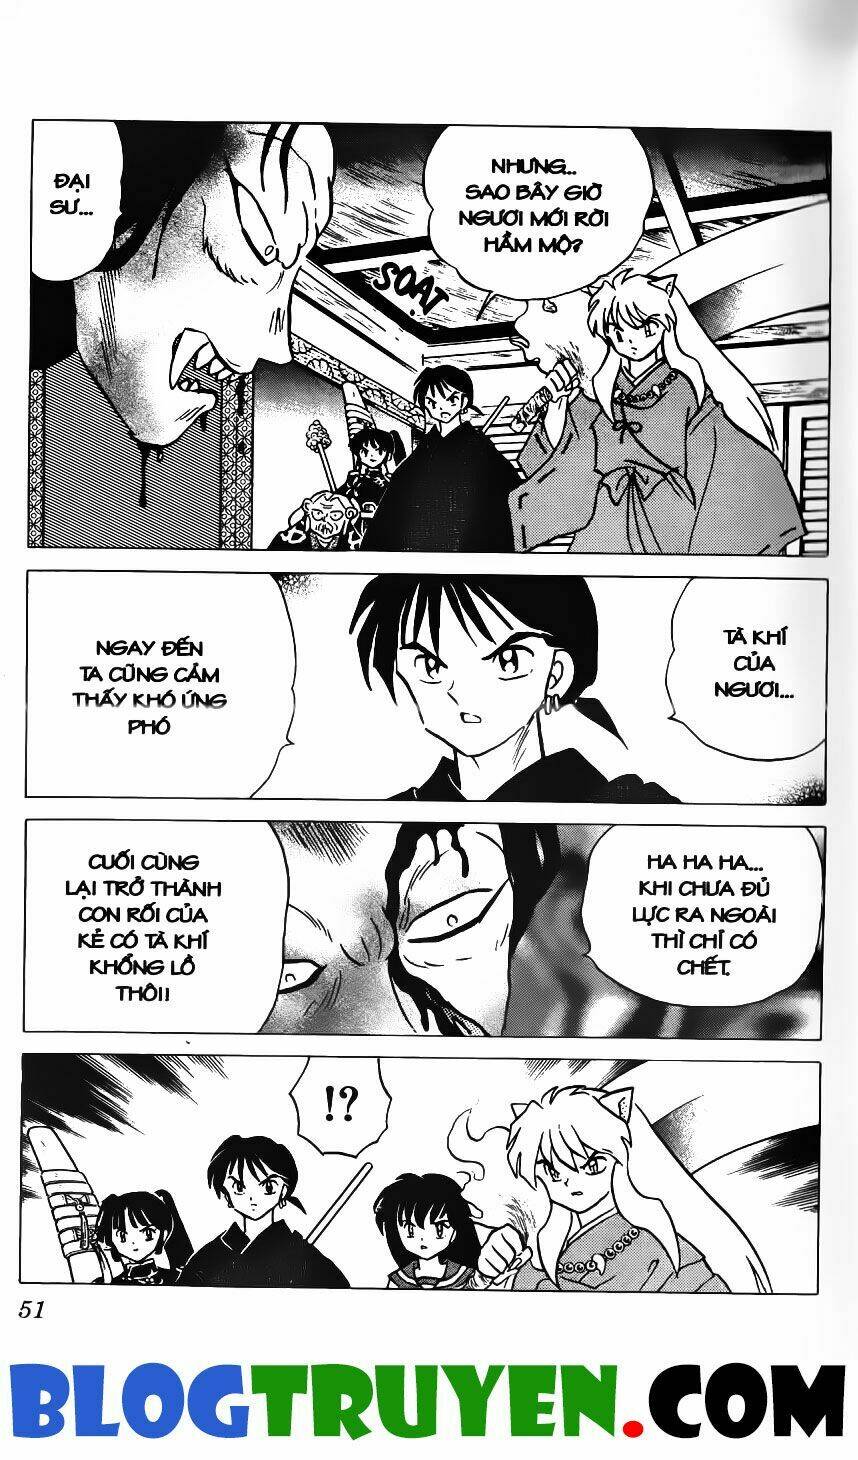 ĐẠI
SƯ...
NHƯNG...
SAO BÂY GIỜ
NGƯƠI MỚI RỜI
HẦM MỘ?
SOẠT
NGAY ĐẾN
TA CŨNG CẢM
THẤY KHÓ ỨNG
PHÓ
TÀ KHÍ
CỦA
NGƯƠI...
CUỐI CÙNG
LẠI TRỞ THÀNH
CON RỐI CỦA
KẺ CÓ TÀ KHÍ
KHỔNG LỒ
THÔI!!
HA HA HA...
KHI CHƯA ĐỦ
LỰC RA NGOÀI
THÌ CHỈ CÓ
CHẾT.
!?
51
BLOGTRUYEN.COM